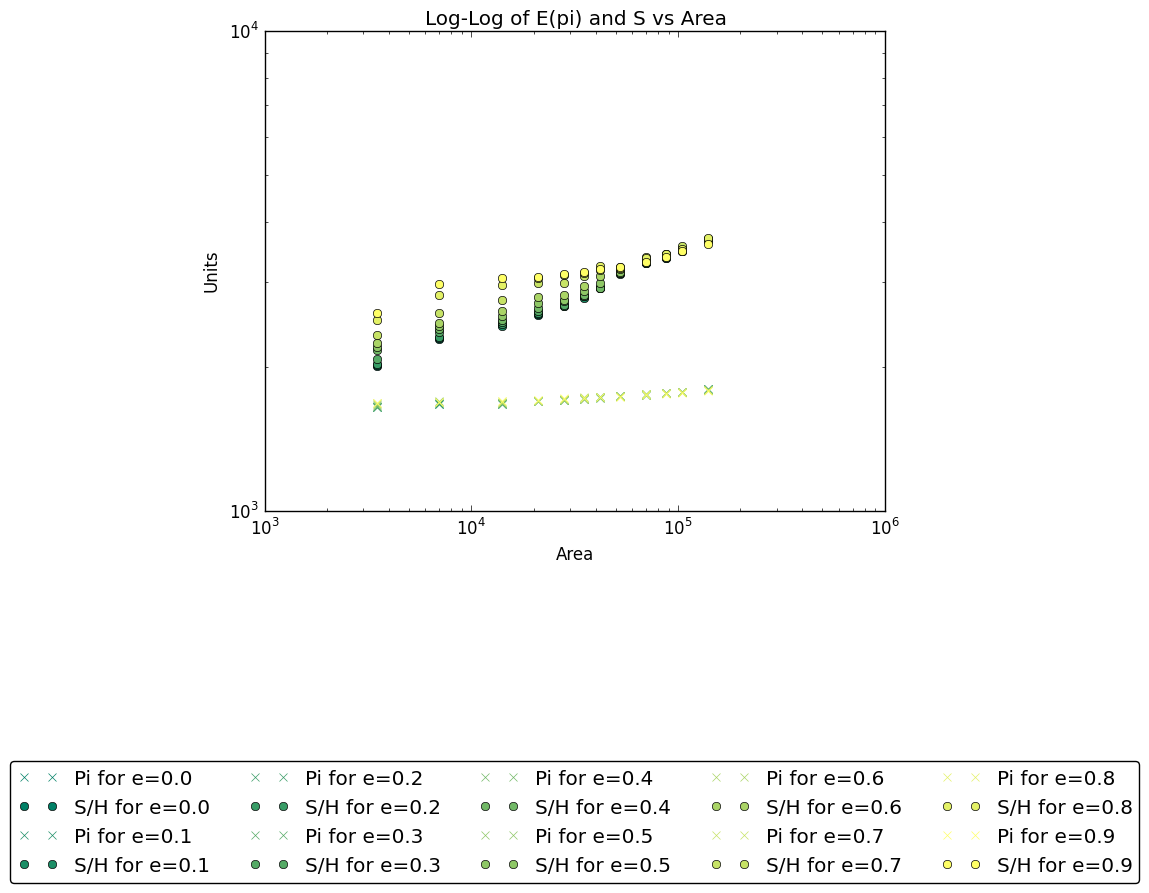 Log-Log of E(pi) and S vs Area
10^4
Units
10^3
10^3 10^4 10^5 10^6
Area
Pi for e=0.0 Pi for e=0.2 Pi for e=0.4 Pi for e=0.6 Pi for e=0.8
S/H for e=0.0 S/H for e=0.2 S/H for e=0.4 S/H for e=0.6 S/H for e=0.8
Pi for e=0.1 Pi for e=0.3 Pi for e=0.5 Pi for e=0.7 Pi for e=0.9
S/H for e=0.1 S/H for e=0.3 S/H for e=0.5 S/H for e=0.7 S/H for e=0.9